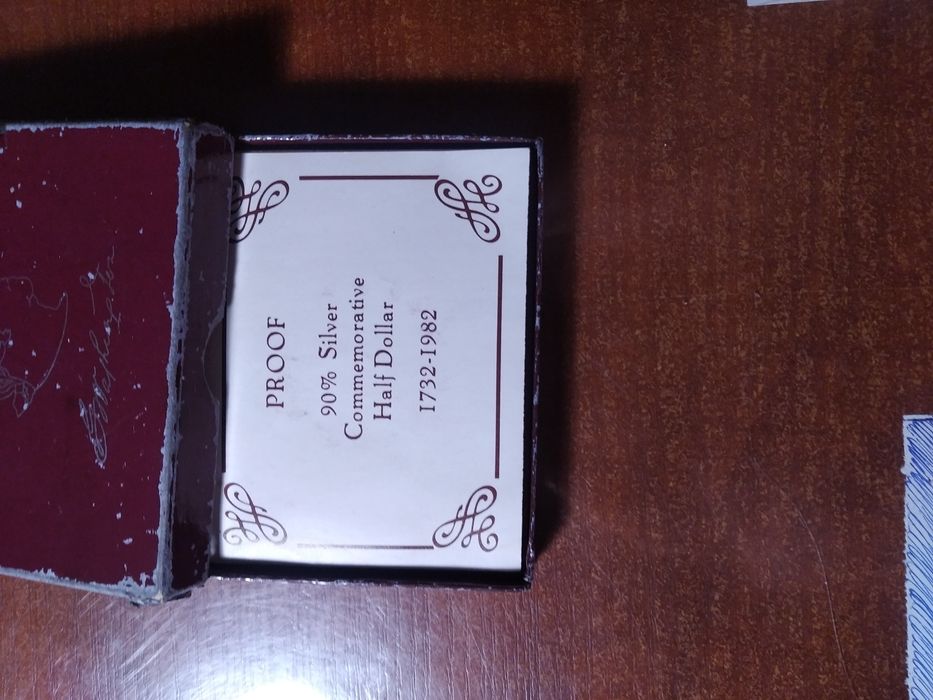 PROOF
90% Silver
Commemorative
Half Dollar
1732-1982